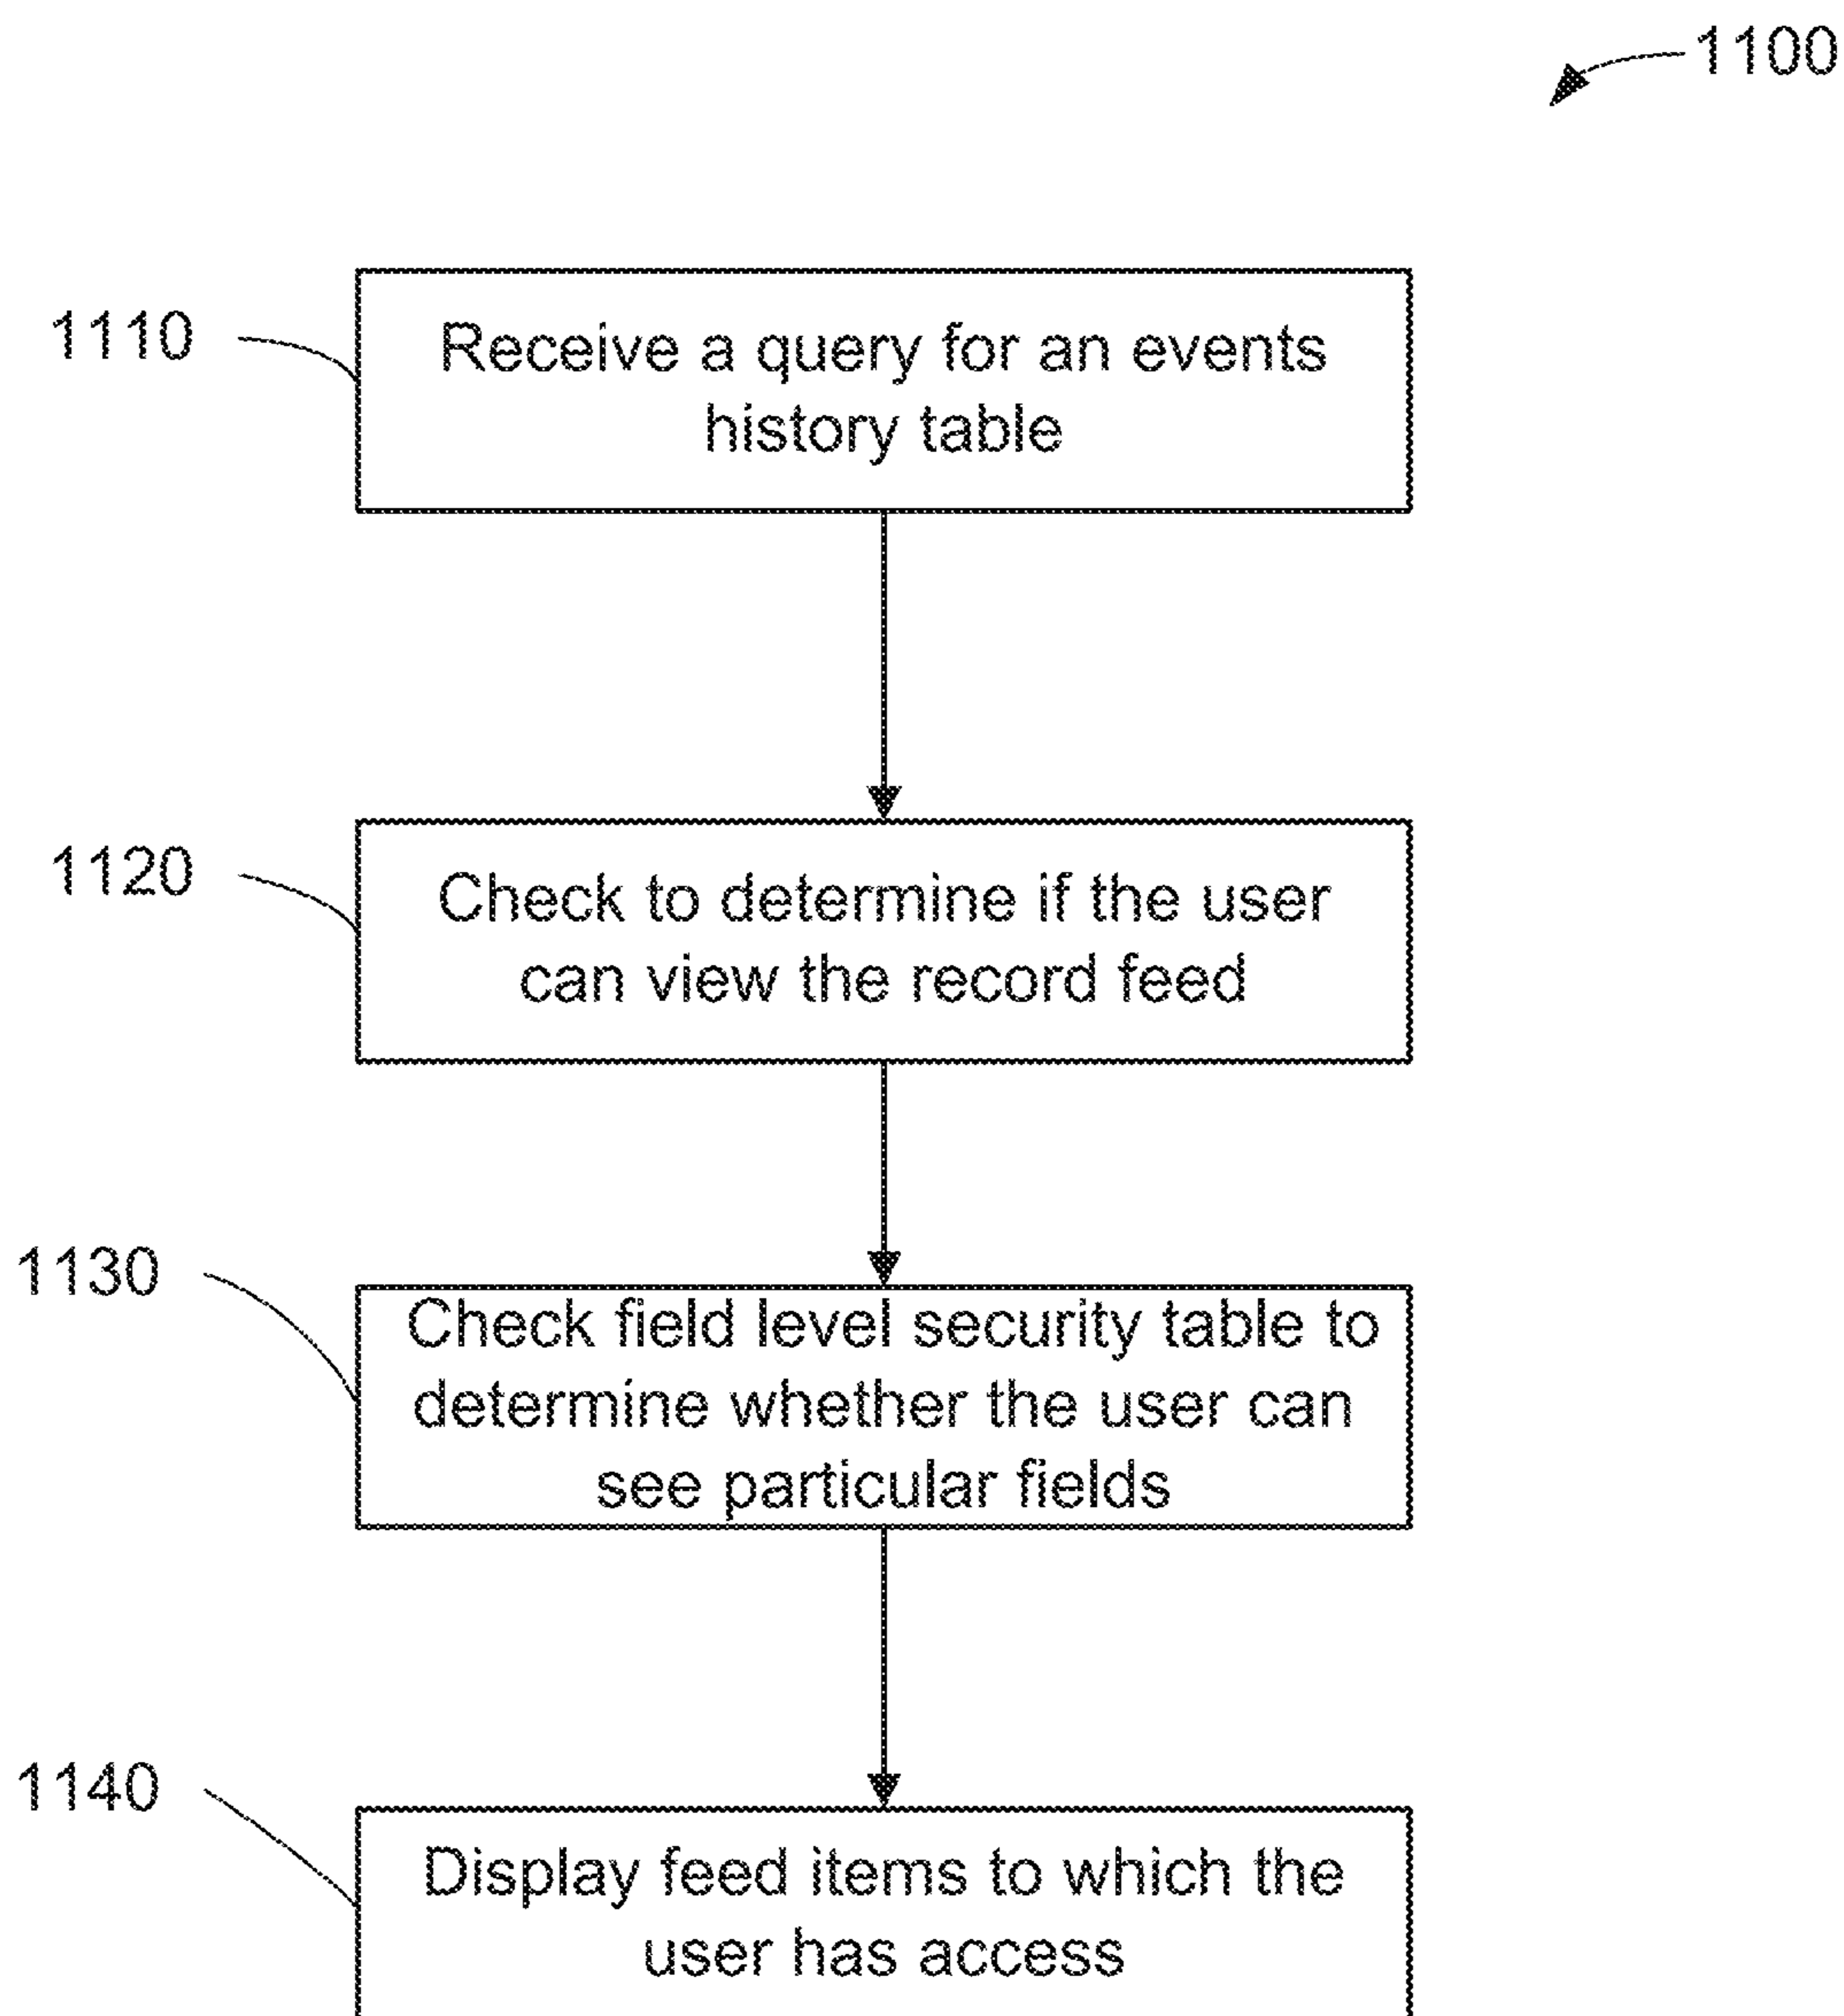 1100
1110
Receive a query for an events
history table
1120
Check to determine if the user
can view the record feed
1130
Check field level security table to
determine whether the user can
see particular fields
1140
Display feed items to which the
user has access